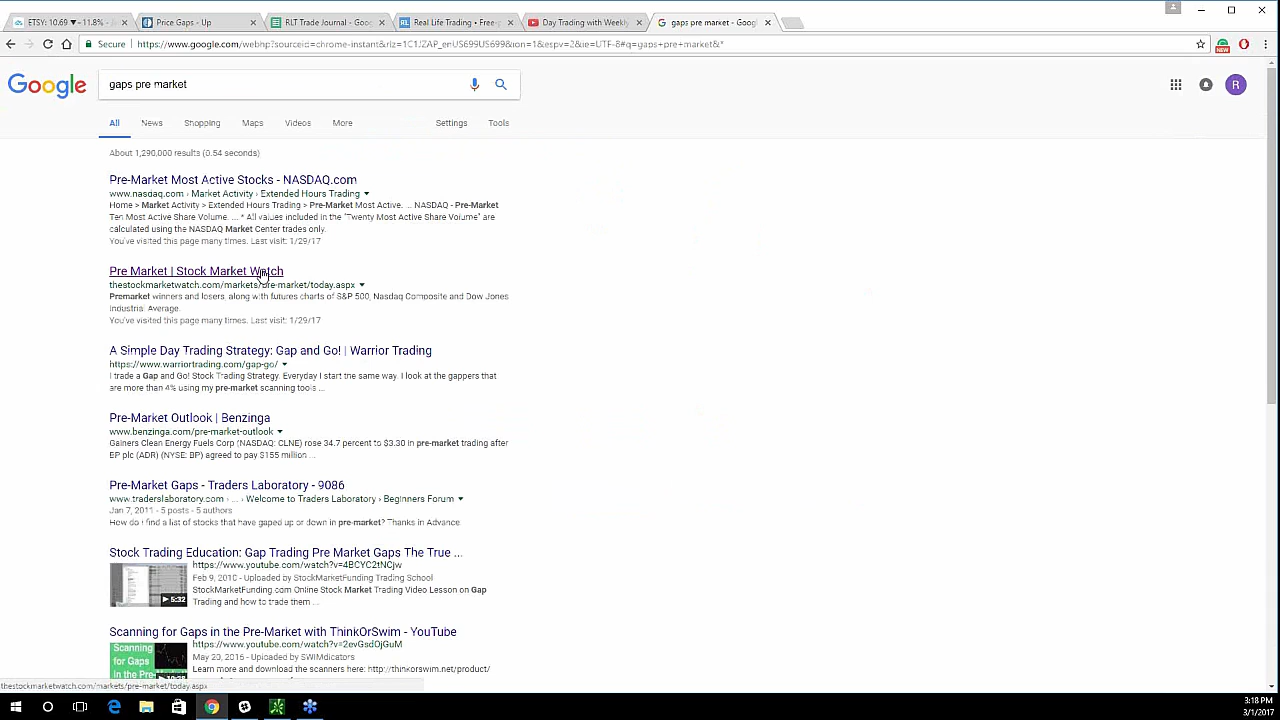 ETSY: 10.69 ▼−11.8%
Price Gaps - Up
RLT Trade Journal - Goo
Real Life Trading - Free
Day Trading with Weekly
gaps pre market - Googl
Secure
https://www.google.com/webhp?sourceid=chrome-instant&rlz=1C1/ZAP_enUS699US699&ion=1&espv=2&ie=UTF-8#q=gaps+pre+market&*
NEW
Google
gaps pre market
R
All
News
Shopping
Maps
Videos
More
Settings
Tools
About 1,290,000 results (0.54 seconds)
Pre-Market Most Active Stocks - NASDAQ.com
www.nasdaq.com › Market Activity › Extended Hours Trading
Home > Market Activity > Extended Hours Trading > Pre-Market Most Active. ... NASDAQ - Pre-Market
Ten Most Active Share Volume. ... * All values included in the "Twenty Most Active Share Volume" are
calculated using the NASDAQ Market Center trades only.
You've visited this page many times. Last visit: 1/29/17
Pre Market | Stock Market Watch
thestockmarketwatch.com/markets/pre-market/today.aspx
Premarket winners and losers, along with futures charts of S&P 500, Nasdaq Composite and Dow Jones
Industrial Average.
You've visited this page many times. Last visit: 1/29/17
A Simple Day Trading Strategy: Gap and Go! | Warrior Trading
https://www.warriortrading.com/gap-go/
I trade a Gap and Go! Stock Trading Strategy. Everyday I start the same way. I look at the gappers that
are more than 4% using my pre-market scanning tools ...
Pre-Market Outlook | Benzinga
www.benzinga.com/pre-market-outlook
Gainers Clean Energy Fuels Corp (NASDAQ: CLNE) rose 34.7 percent to $3.30 in pre-market trading after
BP plc (ADR) (NYSE: BP) agreed to pay $155 million ...
Pre-Market Gaps - Traders Laboratory - 9086
www.traderslaboratory.com › ... › Welcome to Traders Laboratory › Beginners Forum
Jan 7, 2011 - 5 posts - 5 authors
How do i find a list of stocks that have gaped up or down in pre-market? Thanks in Advance
Stock Trading Education: Gap Trading Pre Market Gaps The True ...
https://www.youtube.com/watch?v=4BCYC2tNCjw
Feb 9, 2010 - Uploaded by StockMarketFunding Trading School
StockMarketFunding.com Online Stock Market Trading Video Lesson on Gap
Trading and how to trade them ...
5:32
Scanning for Gaps in the Pre-Market with ThinkOrSwim - YouTube
https://www.youtube.com/watch?v=2evGsdOjGuM
May 20, 2016 - Uploaded by SWIMdicators
Learn more and download the scanners here: http://thinkorswim.net/product/
Scanning
for Gaps
in the Pre-
thestockmarketwatch.com/markets/pre-market/today.aspx
3:18 PM
3/1/2017